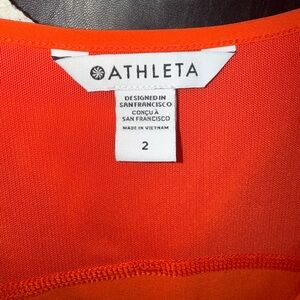 ATHLETA
DESIGNED IN
SAN FRANCISCO
CONÇU À
SAN FRANCISCO
MADE IN VIETNAM
2